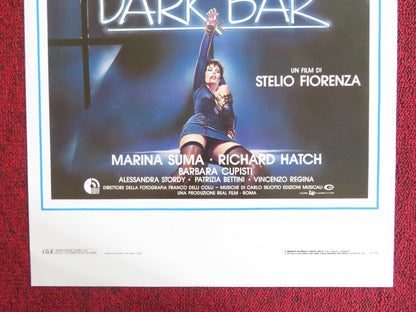 DARK BAR
UN FILM DI
STELIO FIORENZA
MARINA SUMA · RICHARD HATCH
BARBARA CUPISTI
ALESSANDRA STORDY · PATRIZIA BETTINI · VINCENZO REGINA
DIRETTORE DELLA FOTOGRAFIA FRANCO DELLI COLLI - MUSICHE DI CARLO SILIOTTO EDIZIONI MUSICALI
UNA PRODUZIONE REAL FILM - ROMA
I.G.E.